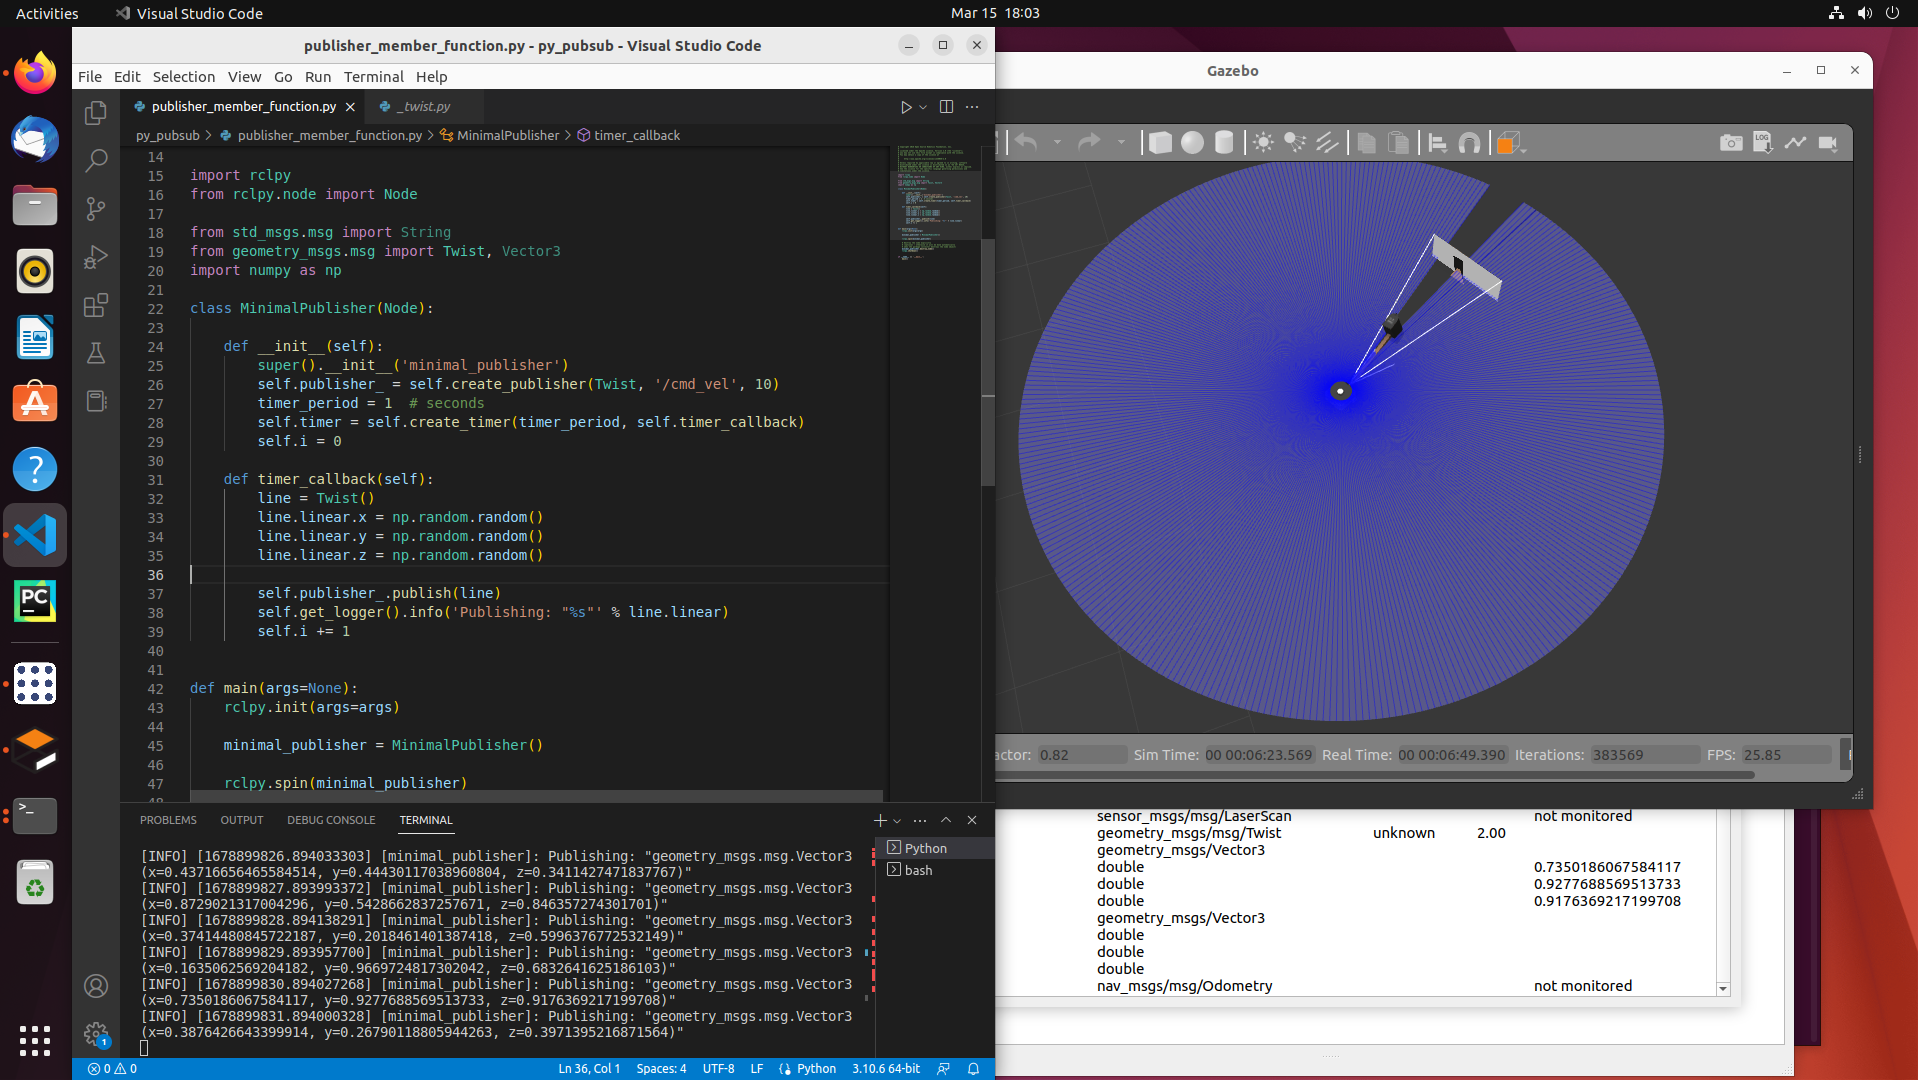 Activities
Visual Studio Code
Mar 15 18:03
publisher_member_function.py - py_pubsub - Visual Studio Code
File Edit Selection View Go Run Terminal Help
publisher_member_function.py
_twist.py
py_pubsub > publisher_member_function.py > MinimalPublisher > timer_callback
14
15 import rclpy
16 from rclpy.node import Node
17
18 from std_msgs.msg import String
19 from geometry_msgs.msg import Twist, Vector3
20 import numpy as np
21
22 class MinimalPublisher(Node):
23
24 def __init__(self):
25 super().__init__('minimal_publisher')
26 self.publisher_ = self.create_publisher(Twist, '/cmd_vel', 10)
27 timer_period = 1 # seconds
28 self.timer = self.create_timer(timer_period, self.timer_callback)
29 self.i = 0
30
31 def timer_callback(self):
32 line = Twist()
33 line.linear.x = np.random.random()
34 line.linear.y = np.random.random()
35 line.linear.z = np.random.random()
36
37 self.publisher_.publish(line)
38 self.get_logger().info('Publishing: "%s"' % line.linear)
39 self.i += 1
40
41
42 def main(args=None):
43 rclpy.init(args=args)
44
45 minimal_publisher = MinimalPublisher()
46
47 rclpy.spin(minimal_publisher)
PROBLEMS OUTPUT DEBUG CONSOLE TERMINAL
[INFO] [1678899826.894033303] [minimal_publisher]: Publishing: "geometry_msgs.msg.Vector3
(x=0.43716656465584514, y=0.44430117038960804, z=0.3411427471837767)"
[INFO] [1678899827.893993372] [minimal_publisher]: Publishing: "geometry_msgs.msg.Vector3
(x=0.8729021317004296, y=0.5428662837257671, z=0.846357274301701)"
[INFO] [1678899828.894138291] [minimal_publisher]: Publishing: "geometry_msgs.msg.Vector3
(x=0.37414480845722187, y=0.2018461401387418, z=0.5996376772532149)"
[INFO] [1678899829.893957700] [minimal_publisher]: Publishing: "geometry_msgs.msg.Vector3
(x=0.1635062569204182, y=0.9669724817302042, z=0.6832641625186103)"
[INFO] [1678899830.894027268] [minimal_publisher]: Publishing: "geometry_msgs.msg.Vector3
(x=0.7350186067584117, y=0.9277688569513733, z=0.9176369217199708)"
[INFO] [1678899831.894000328] [minimal_publisher]: Publishing: "geometry_msgs.msg.Vector3
(x=0.3876426643399914, y=0.26790118805944263, z=0.3971395216871564)"
Python
bash
0 0
Ln 36, Col 1 Spaces: 4 UTF-8 LF Python 3.10.6 64-bit
1
PC
>_
?
Gazebo
LOG
actor: 0.82 Sim Time: 00 00:06:23.569 Real Time: 00 00:06:49.390 Iterations: 383569 FPS: 25.85
sensor_msgs/msg/LaserScan not monitored
geometry_msgs/msg/Twist unknown 2.00
geometry_msgs/Vector3
double 0.7350186067584117
double 0.9277688569513733
double 0.9176369217199708
geometry_msgs/Vector3
double
double
double
nav_msgs/msg/Odometry not monitored